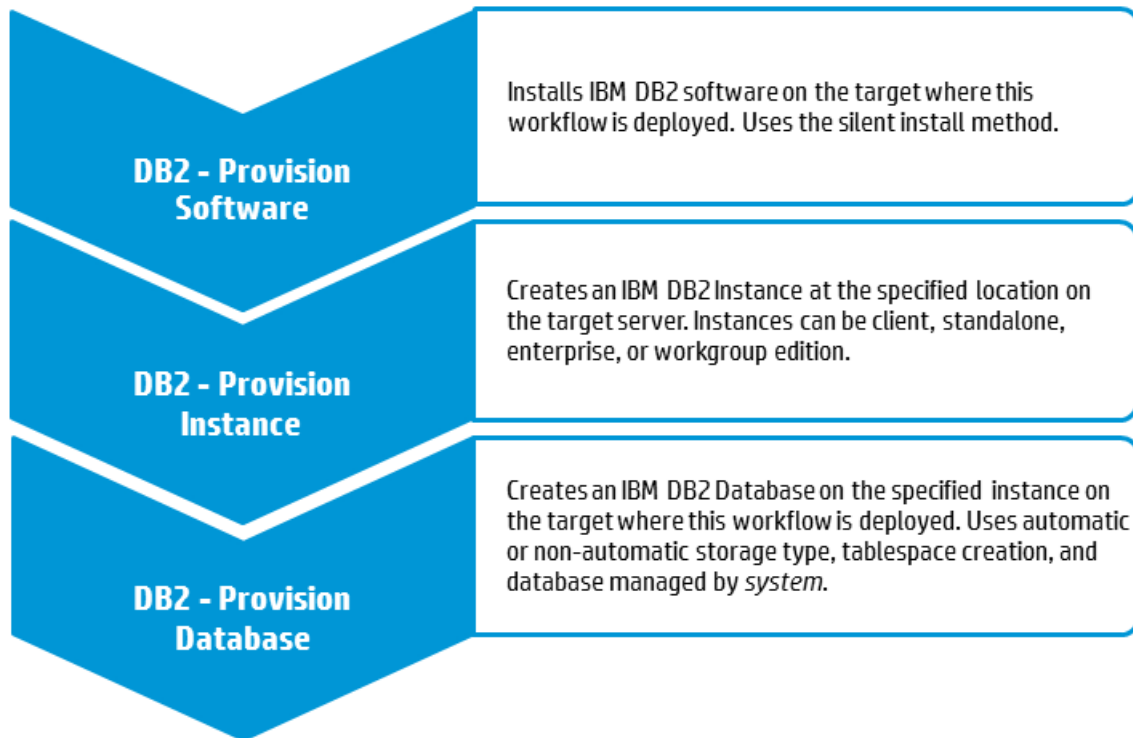 DB2 - Provision
Software
Installs IBM DB2 software on the target where this
workflow is deployed. Uses the silent install method.
DB2 - Provision
Instance
Creates an IBM DB2 Instance at the specified location on
the target server. Instances can be client, standalone,
enterprise, or workgroup edition.
DB2 - Provision
Database
Creates an IBM DB2 Database on the specified instance on
the target where this workflow is deployed. Uses automatic
or non-automatic storage type, tablespace creation, and
database managed by system.